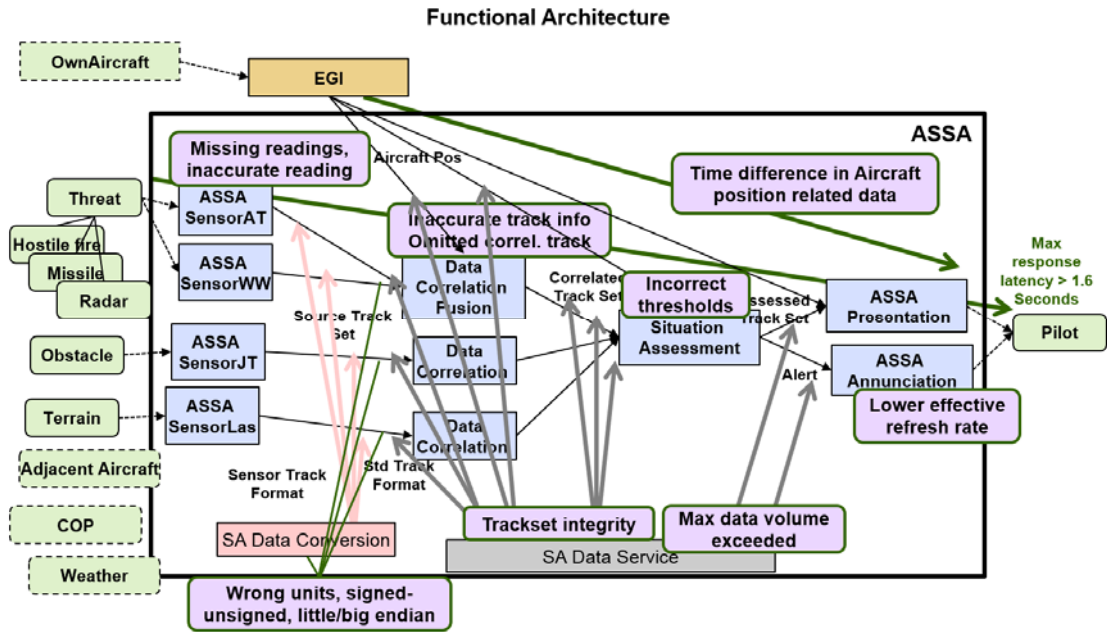 Functional Architecture
OwnAircraft
EGI
ASSA
Missing readings,
inaccurate reading
Aircraft Pos
Time difference in Aircraft
position related data
Threat
ASSA
SensorAT
Inaccurate track info
Omitted correl. track
Hostile fire
Missile
Radar
ASSA
SensorWW
Data
Correlation
Fusion
Correlated
Track Set
Incorrect
thresholds
Track Set
ASSA
Presentation
Max
response
latency > 1.6
Seconds
Pilot
Source Track
Set
Situation
Assessment
Obstacle
ASSA
SensorJT
Data
Correlation
Alert
ASSA
Annunciation
Lower effective
refresh rate
Terrain
ASSA
SensorLas
Data
Correlation
Adjacent Aircraft
Sensor Track
Format
Std Track
Format
COP
SA Data Conversion
Trackset integrity
Max data volume
exceeded
SA Data Service
Weather
Wrong units, signed-
unsigned, little/big endian